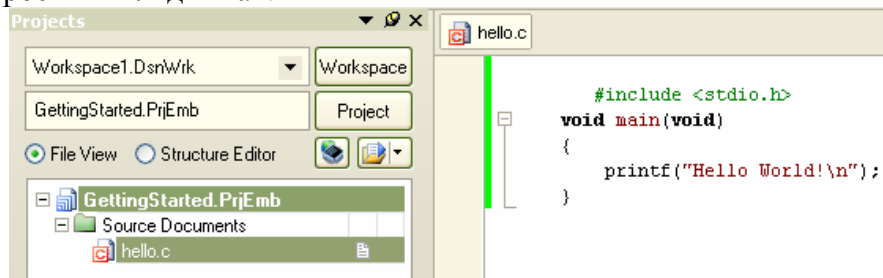 Projects
Workspace1.DsnWrk
Workspace
GettingStarted.PrjEmb
Project
File View
Structure Editor
GettingStarted.PrjEmb
Source Documents
hello.c
hello.c
#include <stdio.h>
void main(void)
{
printf("Hello World!\n");
}